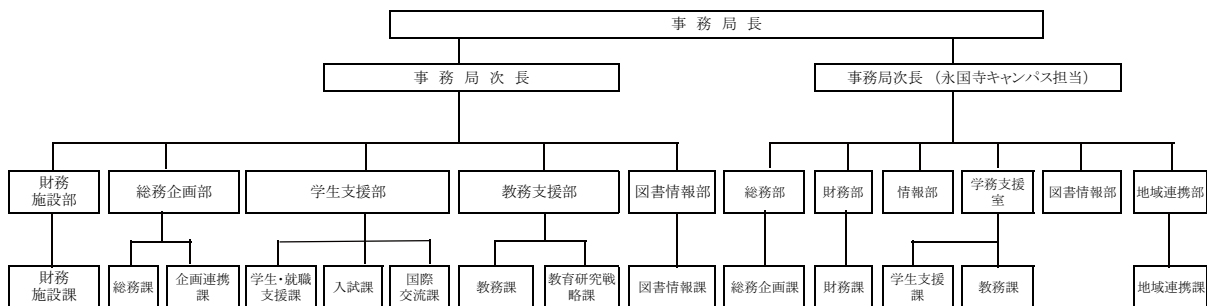 事 務 局 長
事 務 局 次 長
事務局次長 （永国寺キャンパス担当）
財務
施設部
総務企画部
学生支援部
教務支援部
図書情報部
総務部
財務部
情報部
学務支援
室
図書情報部
地域連携部
財務
施設課
総務課
企画連携
課
学生・就職
支援課
入試課
国際
交流課
教務課
教育研究戦
略課
図書情報課
総務企画課
財務課
学生支援
課
教務課
地域連携課